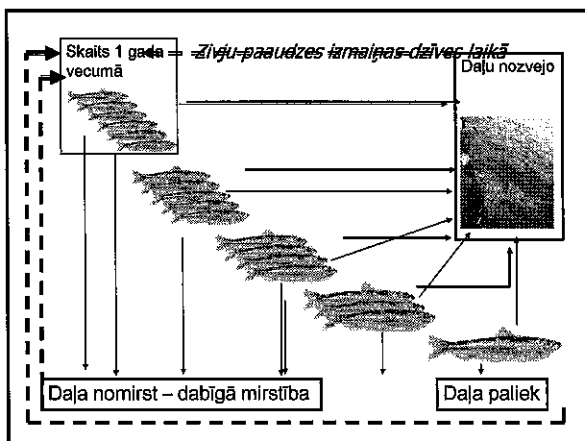 Zivju paaudzes izmaiņas dzīves laikā
Skaits 1 gada
vecumā
Daļu nozvejo
Daļa nomirst – dabīgā mirstība
Daļa paliek